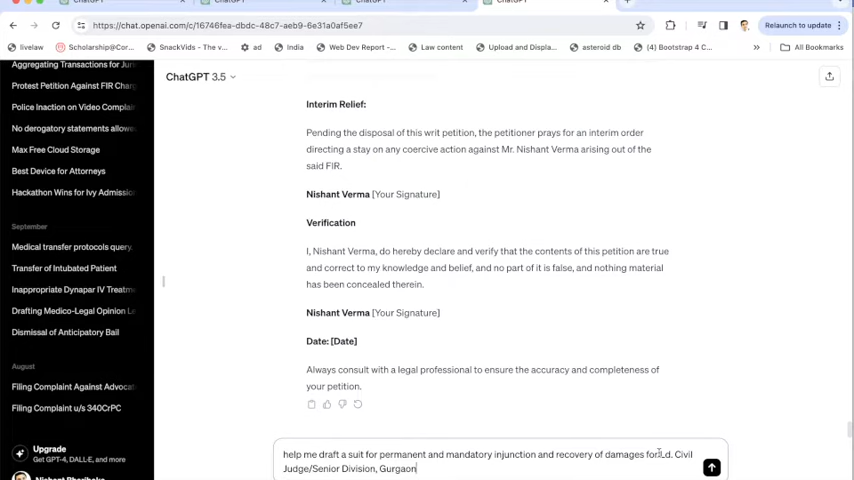 ChatGPT
ChatGPT
https://chat.openai.com/c/16746fea-dbdc-48c7-aeb9-6e31a0af5ee7
Relaunch to update
livelaw
Scholarship@Cor...
SnackVids - The v...
ad
India
Web Dev Report -...
Law content
Upload and Displa...
asteroid db
(4) Bootstrap 4 C...
»
All Bookmarks
Aggregating Transactions for Juri
Protest Petition Against FIR Char
Police Inaction on Video Complain
No derogatory statements allowe
Max Free Cloud Storage
Best Device for Attorneys
Hackathon Wins for Ivy Admissio
September
Medical transfer protocols query.
Transfer of Intubated Patient
Inappropriate Dynapar IV Treatm
Drafting Medico-Legal Opinion Le
Dismissal of Anticipatory Bail
August
Filing Complaint Against Advocat
Filing Complaint u/s 340CrPC
Upgrade
Get GPT-4, DALL·E, and more
ChatGPT 3.5
Interim Relief:
Pending the disposal of this writ petition, the petitioner prays for an interim order
directing a stay on any coercive action against Mr. Nishant Verma arising out of the
said FIR.
Nishant Verma [Your Signature]
Verification
I, Nishant Verma, do hereby declare and verify that the contents of this petition are true
and correct to my knowledge and belief, and no part of it is false, and nothing material
has been concealed therein.
Nishant Verma [Your Signature]
Date: [Date]
Always consult with a legal professional to ensure the accuracy and completeness of
your petition.
help me draft a suit for permanent and mandatory injunction and recovery of damages for Ld. Civil
Judge/Senior Division, Gurgaon